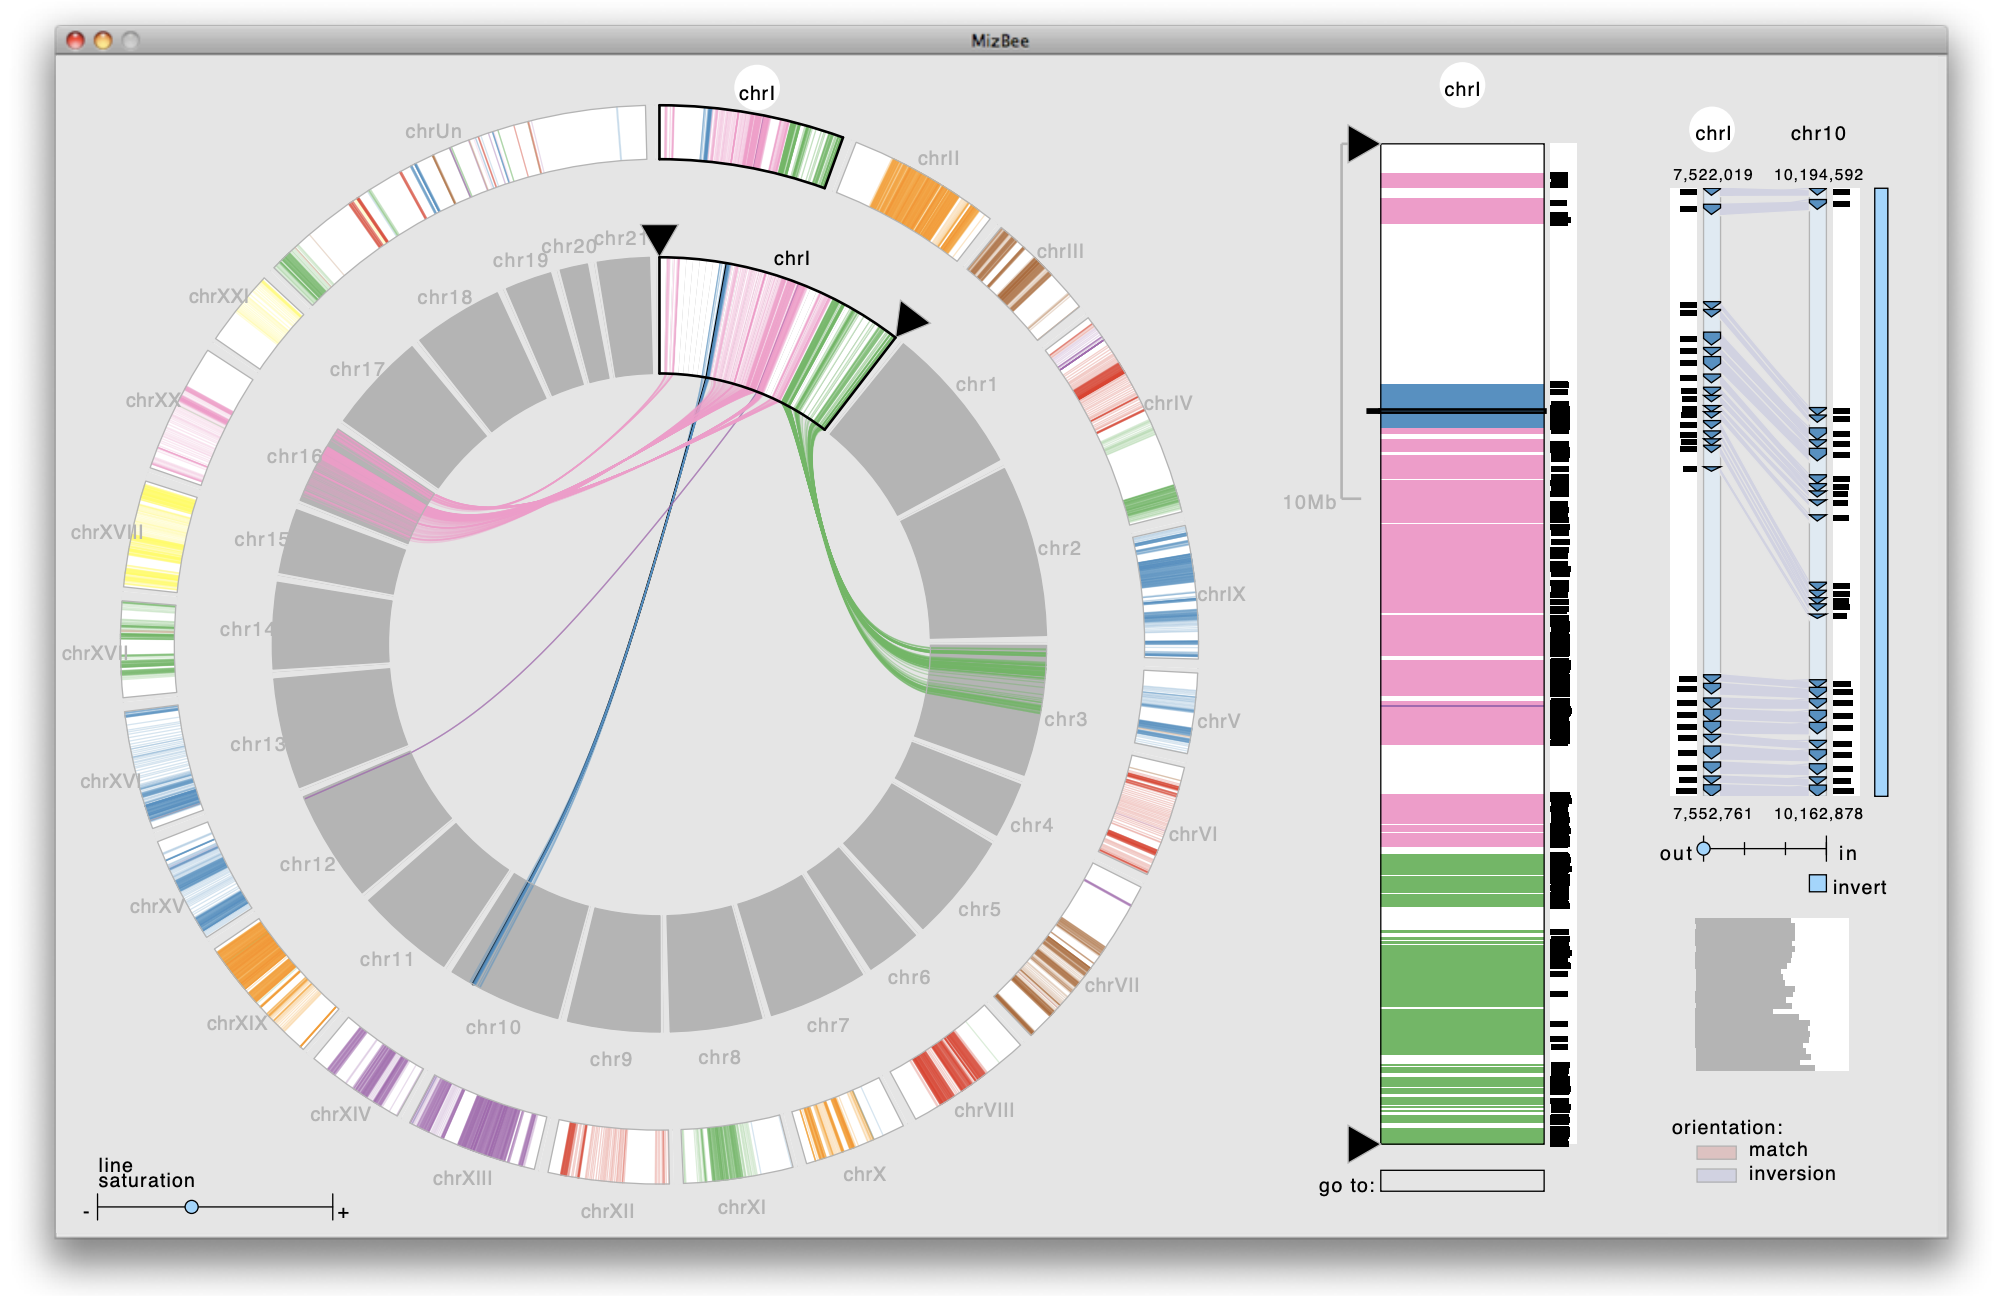 MizBee
chrI
chrII
chrIII
chrIV
chrIX
chrV
chrVI
chrVII
chrVIII
chrX
chrXI
chrXII
chrXIII
chrXIV
chrXIX
chrXV
chrXVI
chrXVII
chrXVIII
chrXX
chrXXI
chrUn
chrI
chr1
chr2
chr3
chr4
chr5
chr6
chr7
chr8
chr9
chr10
chr11
chr12
chr13
chr14
chr15
chr16
chr17
chr18
chr19
chr20
chr21
line
saturation
- +
chrI
10Mb
go to:
chrI chr10
7,522,019 10,194,592
7,552,761 10,162,878
out in
invert
orientation:
match
inversion